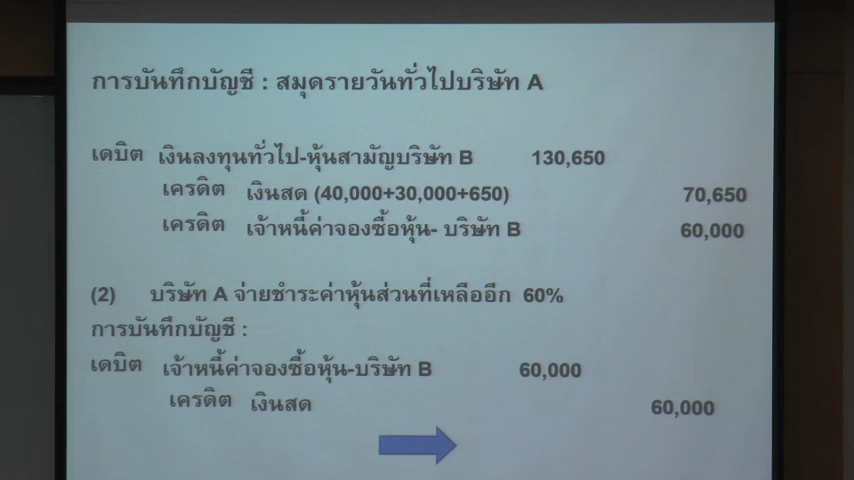 การบันทึกบัญชี : สมุดรายวันทั่วไปบริษัท A
เดบิต เงินลงทุนทั่วไป-หุ้นสามัญบริษัท B 130,650
เครดิต เงินสด (40,000+30,000+650) 70,650
เครดิต เจ้าหนี้ค่าจองซื้อหุ้น- บริษัท B 60,000
(2) บริษัท A จ่ายชำระค่าหุ้นส่วนที่เหลืออีก 60%
การบันทึกบัญชี :
เดบิต เจ้าหนี้ค่าจองซื้อหุ้น-บริษัท B 60,000
เครดิต เงินสด 60,000